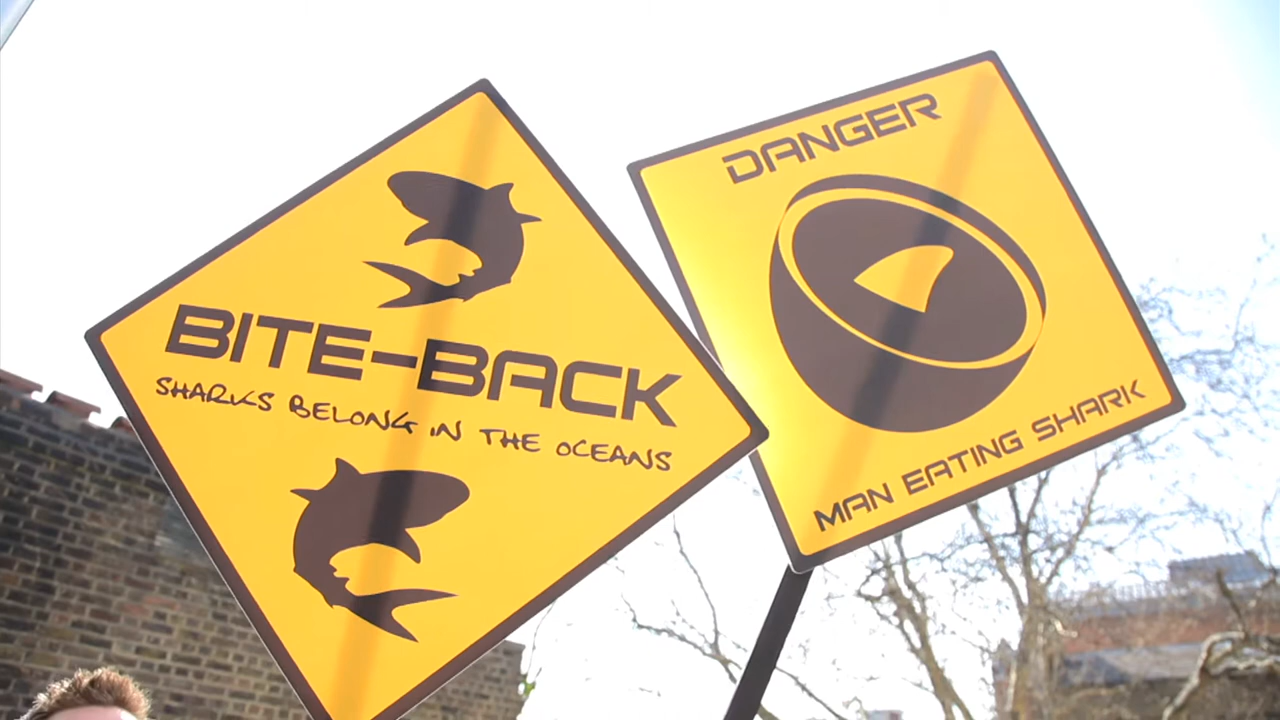 BITE-BACK
SHARKS BELONG IN THE OCEANS
DANGER
MAN EATING SHARK